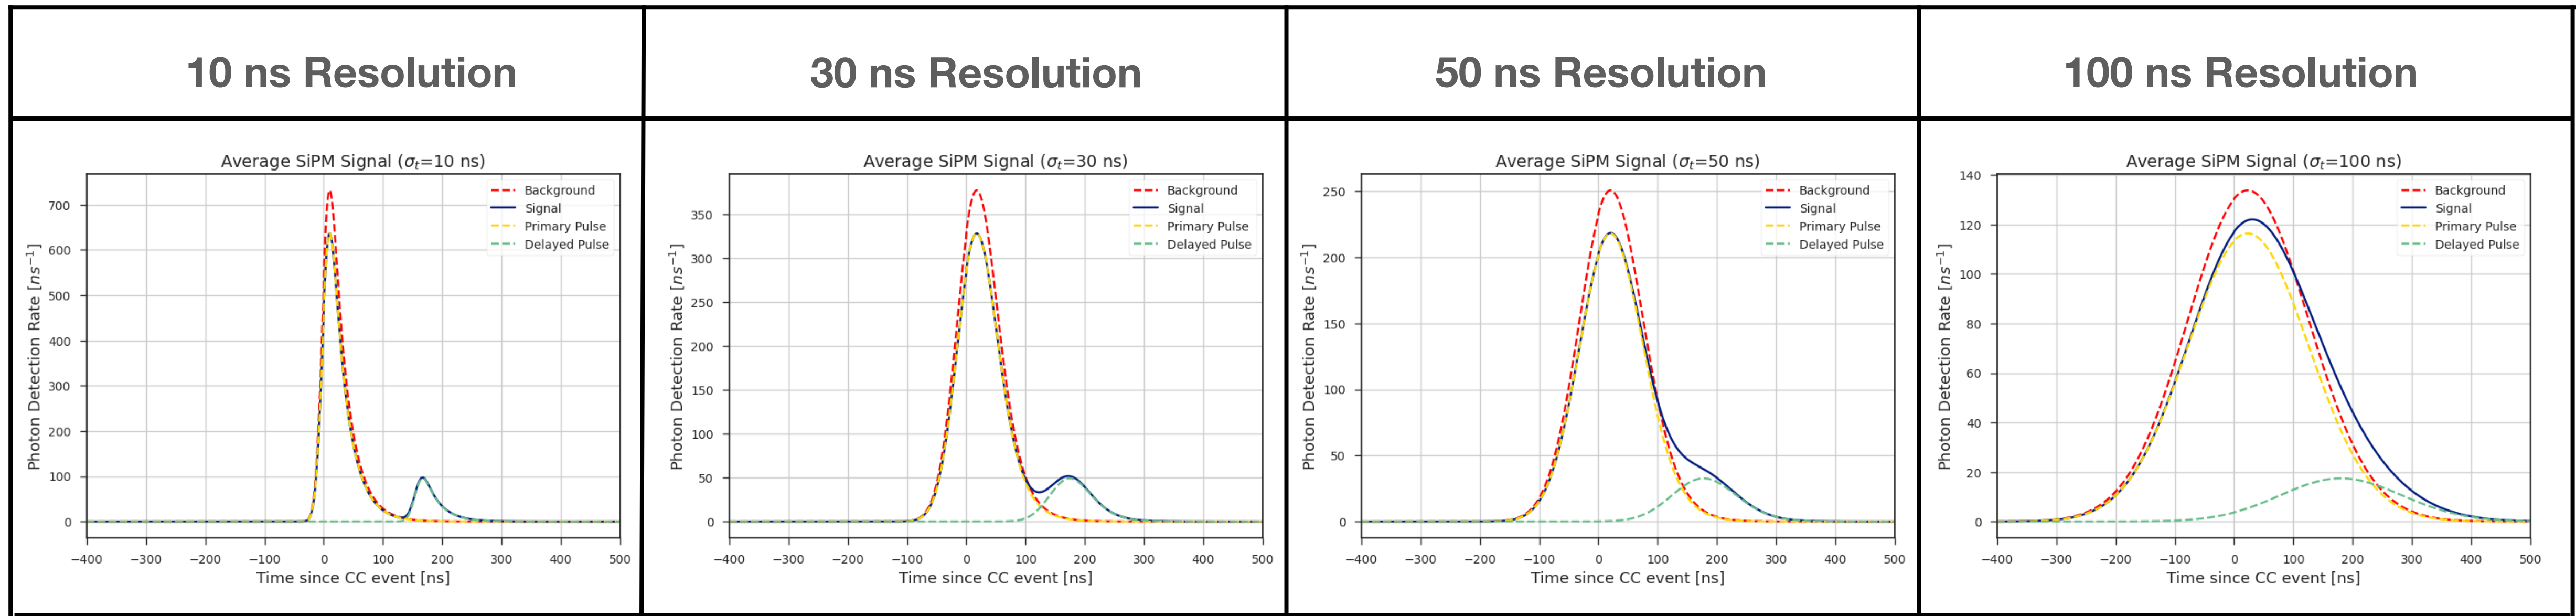 10 ns Resolution
30 ns Resolution
50 ns Resolution
100 ns Resolution
Average SiPM Signal (σt=10 ns)
Photon Detection Rate [ns⁻¹]
700
600
500
400
300
200
100
0
Background
Signal
Primary Pulse
Delayed Pulse
−400 −300 −200 −100 0 100 200 300 400 500
Time since CC event [ns]
Average SiPM Signal (σt=30 ns)
Photon Detection Rate [ns⁻¹]
350
300
250
200
150
100
50
0
Background
Signal
Primary Pulse
Delayed Pulse
−400 −300 −200 −100 0 100 200 300 400 500
Time since CC event [ns]
Average SiPM Signal (σt=50 ns)
Photon Detection Rate [ns⁻¹]
250
200
150
100
50
0
Background
Signal
Primary Pulse
Delayed Pulse
−400 −300 −200 −100 0 100 200 300 400 500
Time since CC event [ns]
Average SiPM Signal (σt=100 ns)
Photon Detection Rate [ns⁻¹]
140
120
100
80
60
40
20
0
Background
Signal
Primary Pulse
Delayed Pulse
−400 −300 −200 −100 0 100 200 300 400 500
Time since CC event [ns]